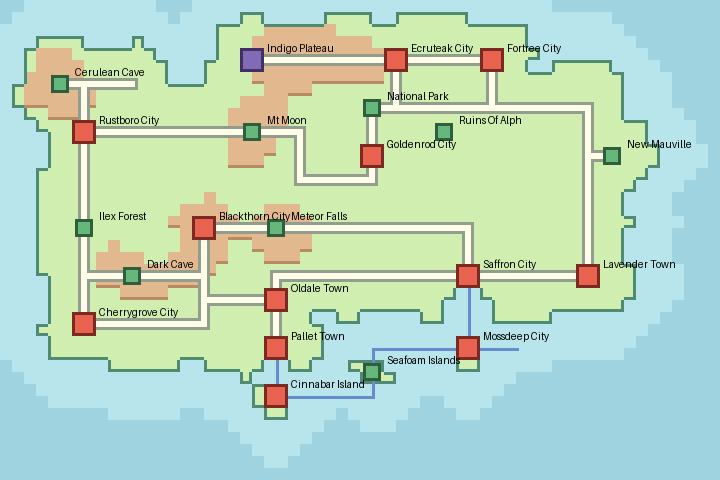 Indigo Plateau
Ecruteak City
Fortree City
Cerulean Cave
National Park
Rustboro City
Mt Moon
Ruins Of Alph
Goldenrod City
New Mauville
Ilex Forest
Blackthorn City
Meteor Falls
Dark Cave
Saffron City
Lavender Town
Oldale Town
Cherrygrove City
Pallet Town
Mossdeep City
Seafoam Islands
Cinnabar Island